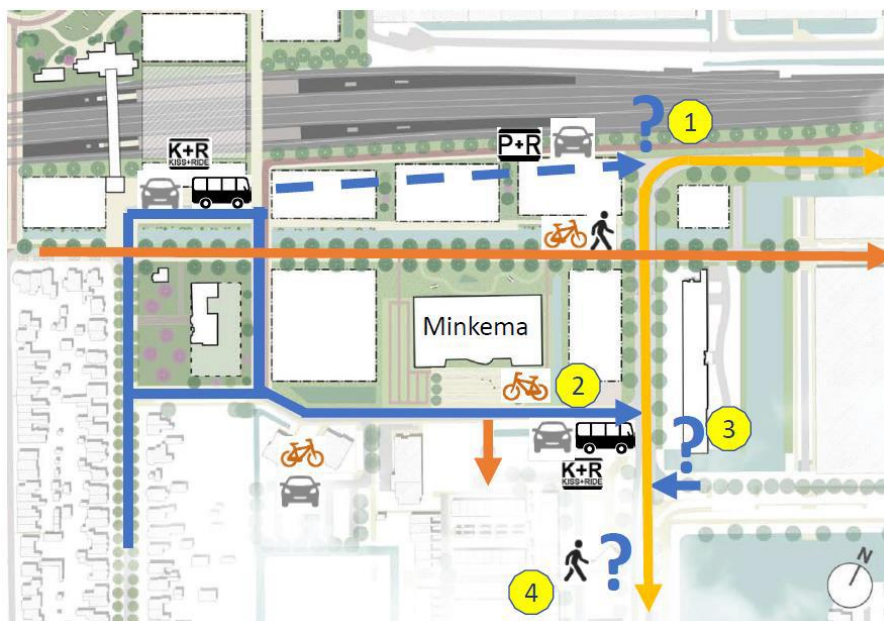 ? 1
K+R
KISS+RIDE
P+R
Minkema
2
? 3
K+R
KISS+RIDE
? 4
N